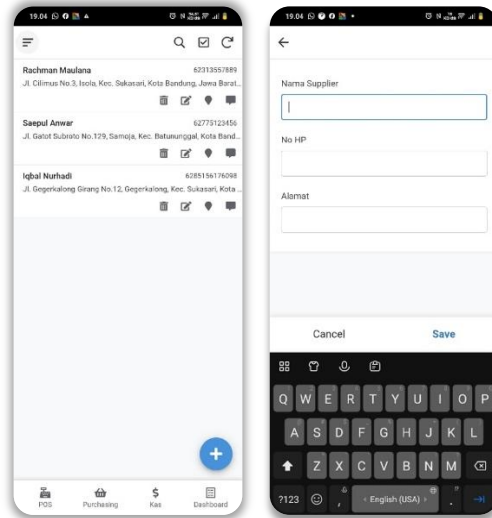 19.04
Rachman Maulana 62313557889
Jl. Cilimus No.3, Isola, Kec. Sukasari, Kota Bandung, Jawa Barat..
Saepul Anwar 62775123456
Jl. Gatot Subroto No.129, Samoja, Kec. Batununggal, Kota Band..
Iqbal Nurhadi 6285156176098
Jl. Gegerkalong Girang No.12, Gegerkalong, Kec. Sukasari, Kota ..
POS Purchasing Kas Dashboard
19.04
Nama Supplier
No HP
Alamat
Cancel Save
Q W E R T Y U I O P
A S D F G H J K L
Z X C V B N M
?123 , English (USA) .